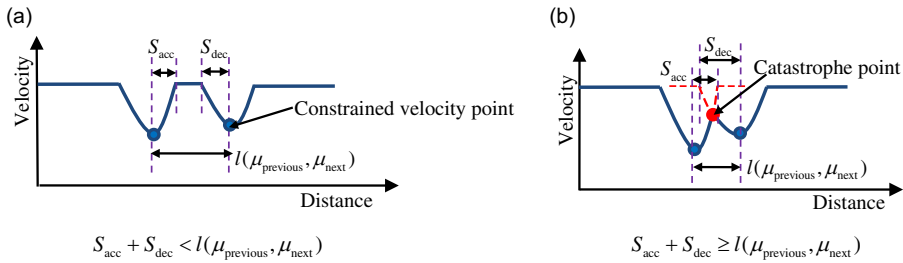 (a)
S_acc
S_dec
Velocity
Constrained velocity point
l(μ_previous, μ_next)
Distance
S_acc + S_dec < l(μ_previous, μ_next)
(b)
S_dec
S_acc
Catastrophe point
Velocity
l(μ_previous, μ_next)
Distance
S_acc + S_dec ≥ l(μ_previous, μ_next)